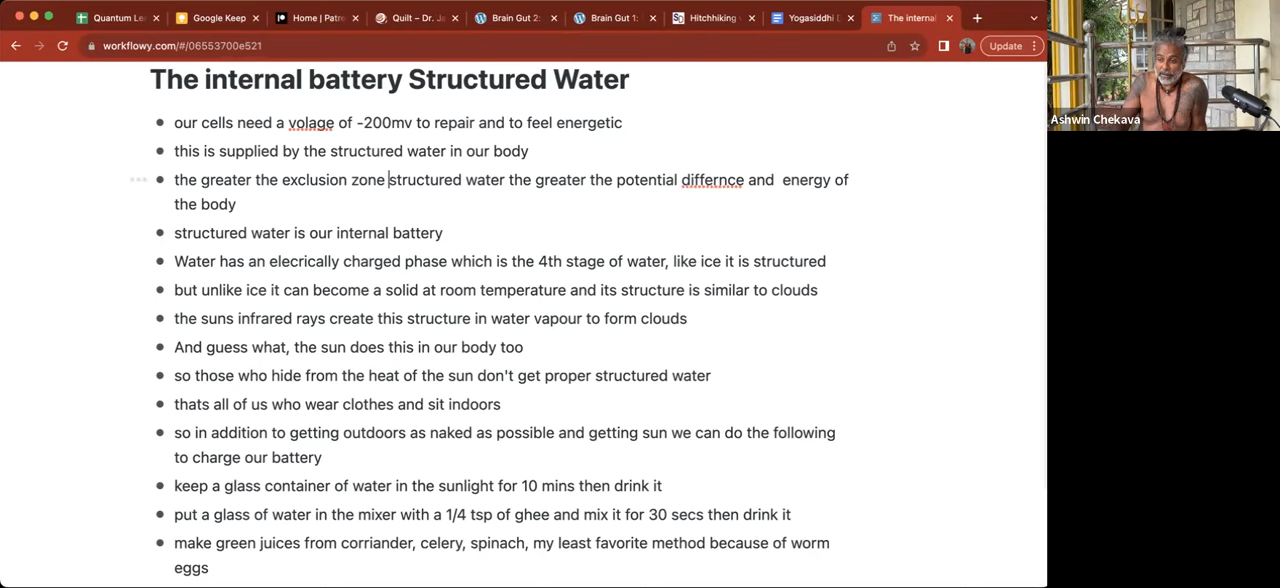 Quantum Le
Google Keep
Home | Patre
Quilt – Dr. Ja
Brain Gut 2:
Brain Gut 1:
Hitchhiking
Yogasiddhi D
The internal
workflowy.com/#/06553700e521
Update
The internal battery Structured Water
our cells need a volage of -200mv to repair and to feel energetic
this is supplied by the structured water in our body
the greater the exclusion zone structured water the greater the potential differnce and  energy of
the body
structured water is our internal battery
Water has an elecrically charged phase which is the 4th stage of water, like ice it is structured
but unlike ice it can become a solid at room temperature and its structure is similar to clouds
the suns infrared rays create this structure in water vapour to form clouds
And guess what, the sun does this in our body too
so those who hide from the heat of the sun don't get proper structured water
thats all of us who wear clothes and sit indoors
so in addition to getting outdoors as naked as possible and getting sun we can do the following
to charge our battery
keep a glass container of water in the sunlight for 10 mins then drink it
put a glass of water in the mixer with a 1/4 tsp of ghee and mix it for 30 secs then drink it
make green juices from corriander, celery, spinach, my least favorite method because of worm
eggs
Ashwin Chekava